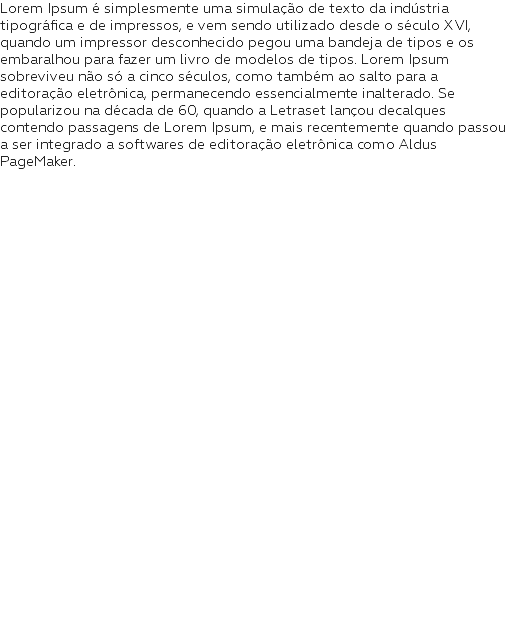 Lorem Ipsum é simplesmente uma simulação de texto da indústria
tipográfica e de impressos, e vem sendo utilizado desde o século XVI,
quando um impressor desconhecido pegou uma bandeja de tipos e os
embaralhou para fazer um livro de modelos de tipos. Lorem Ipsum
sobreviveu não só a cinco séculos, como também ao salto para a
editoração eletrônica, permanecendo essencialmente inalterado. Se
popularizou na década de 60, quando a Letraset lançou decalques
contendo passagens de Lorem Ipsum, e mais recentemente quando passou
a ser integrado a softwares de editoração eletrônica como Aldus
PageMaker.